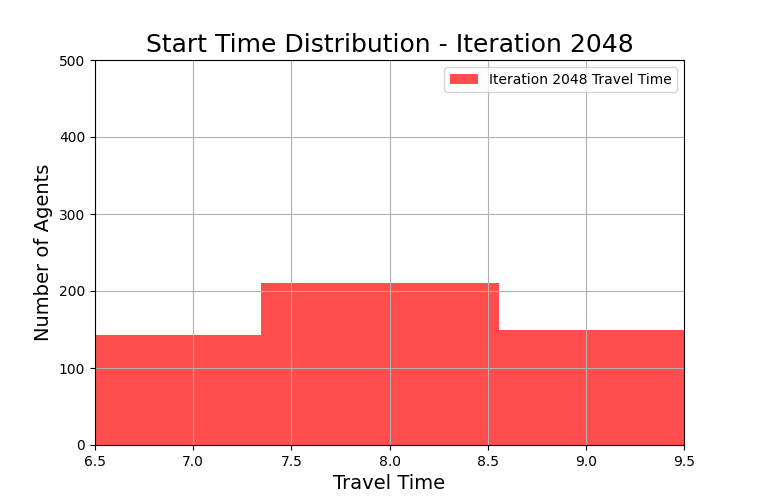 Start Time Distribution - Iteration 2048
Iteration 2048 Travel Time
Number of Agents
500
400
300
200
100
0
6.5 7.0 7.5 8.0 8.5 9.0 9.5
Travel Time